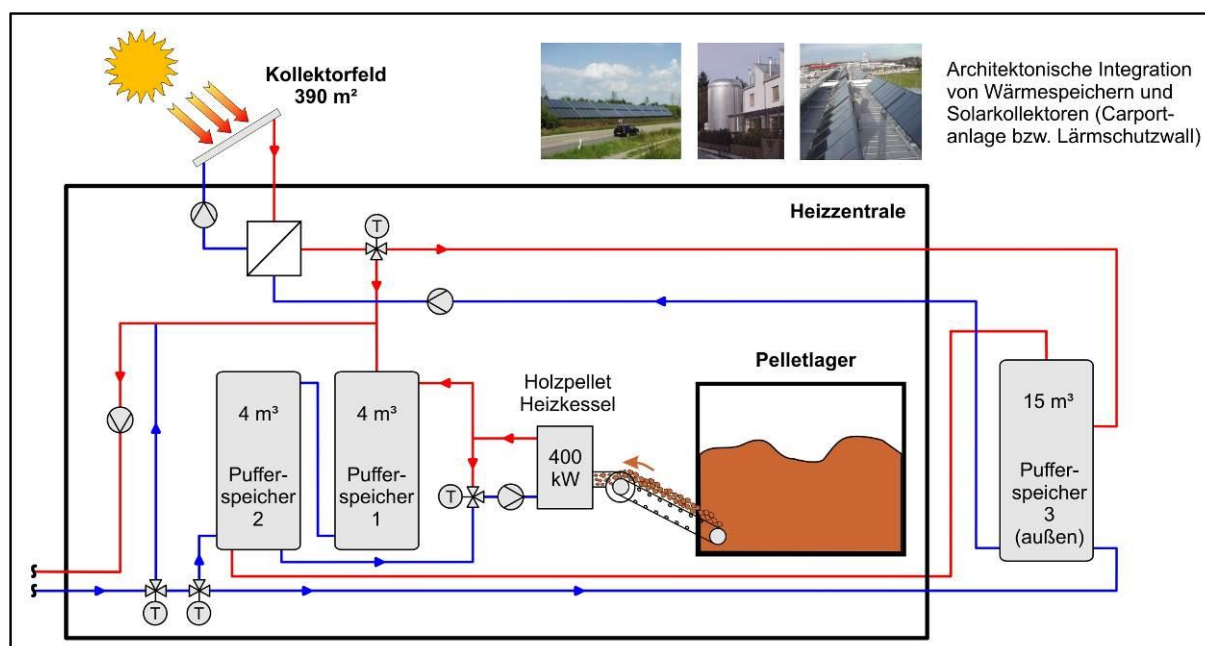 Kollektorfeld
390 m²
Architektonische Integration
von Wärmespeichern und
Solarkollektoren (Carport-
anlage bzw. Lärmschutzwall)
Heizzentrale
T
Pelletlager
Holzpellet
Heizkessel
4 m³
4 m³
15 m³
400
kW
Puffer-
speicher
2
Puffer-
speicher
1
T
Puffer-
speicher
3
(außen)
T
T